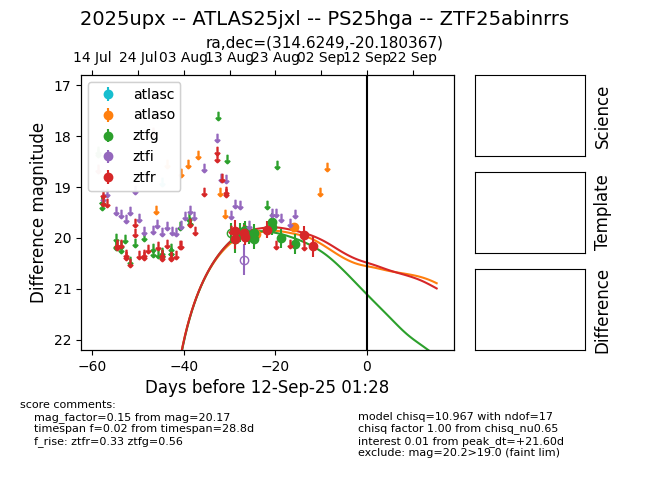 2025upx -- ATLAS25jxl -- PS25hga -- ZTF25abinrrs
ra,dec=(314.6249,-20.180367)
14 Jul 24 Jul 03 Aug 13 Aug 23 Aug 02 Sep 12 Sep 22 Sep
17
18
19
20
21
22
Difference magnitude
atlasc
atlaso
ztfg
ztfi
ztfr
−60 −40 −20 0
Days before 12-Sep-25 01:28
Science
Template
Difference
score comments:
mag_factor=0.15 from mag=20.17
timespan f=0.02 from timespan=28.8d
f_rise: ztfr=0.33 ztfg=0.56
model chisq=10.967 with ndof=17
chisq factor 1.00 from chisq_nu0.65
interest 0.01 from peak_dt=+21.60d
exclude: mag=20.2>19.0 (faint lim)